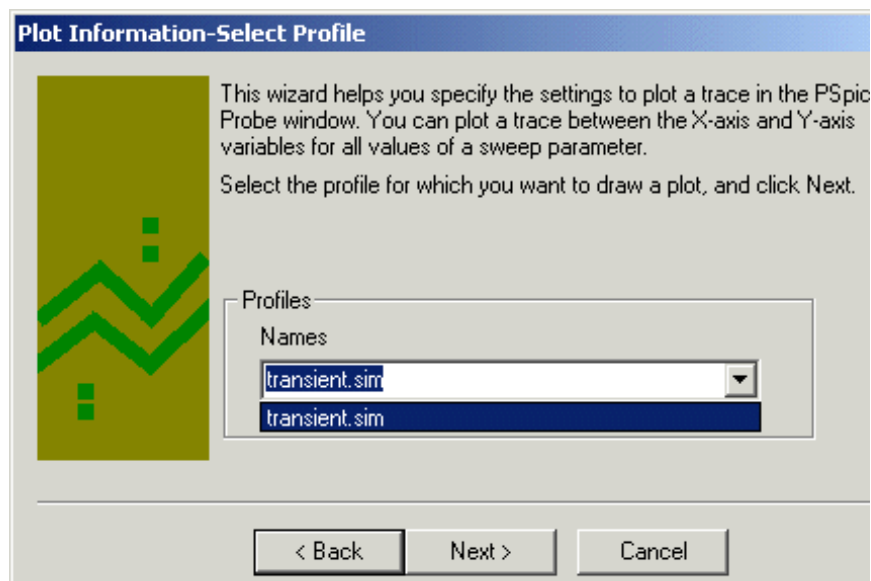 Plot Information-Select Profile
This wizard helps you specify the settings to plot a trace in the PSpic
Probe window. You can plot a trace between the X-axis and Y-axis
variables for all values of a sweep parameter.
Select the profile for which you want to draw a plot, and click Next.
Profiles
Names
transient.sim
transient.sim
< Back
Next >
Cancel